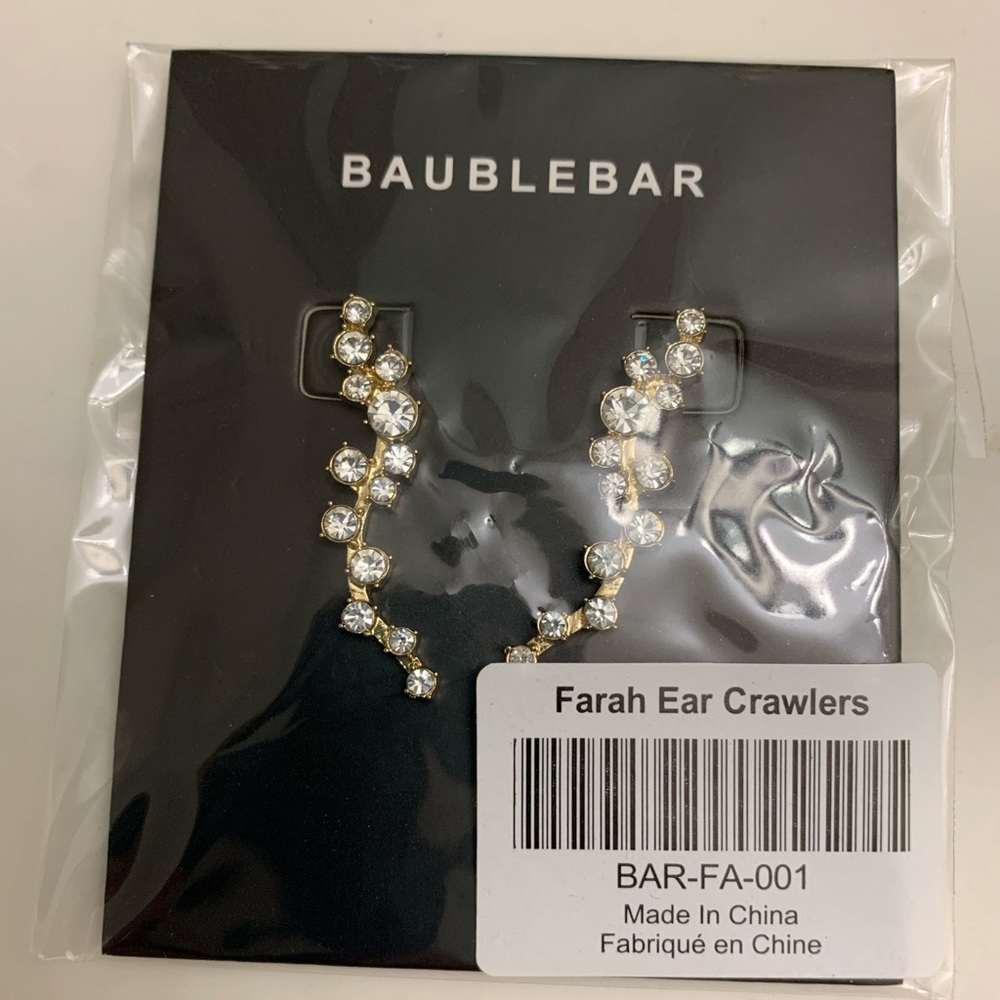 BAUBLEBAR
Farah Ear Crawlers
BAR-FA-001
Made In China
Fabriqué en Chine